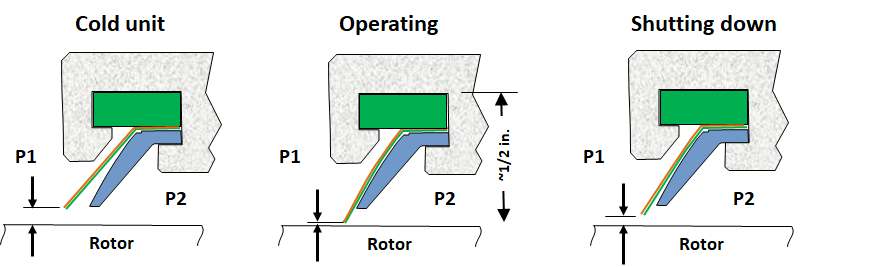 Cold unit
Operating
Shutting down
P1
P2
Rotor
P1
~1/2 in.
P2
Rotor
P1
P2
Rotor